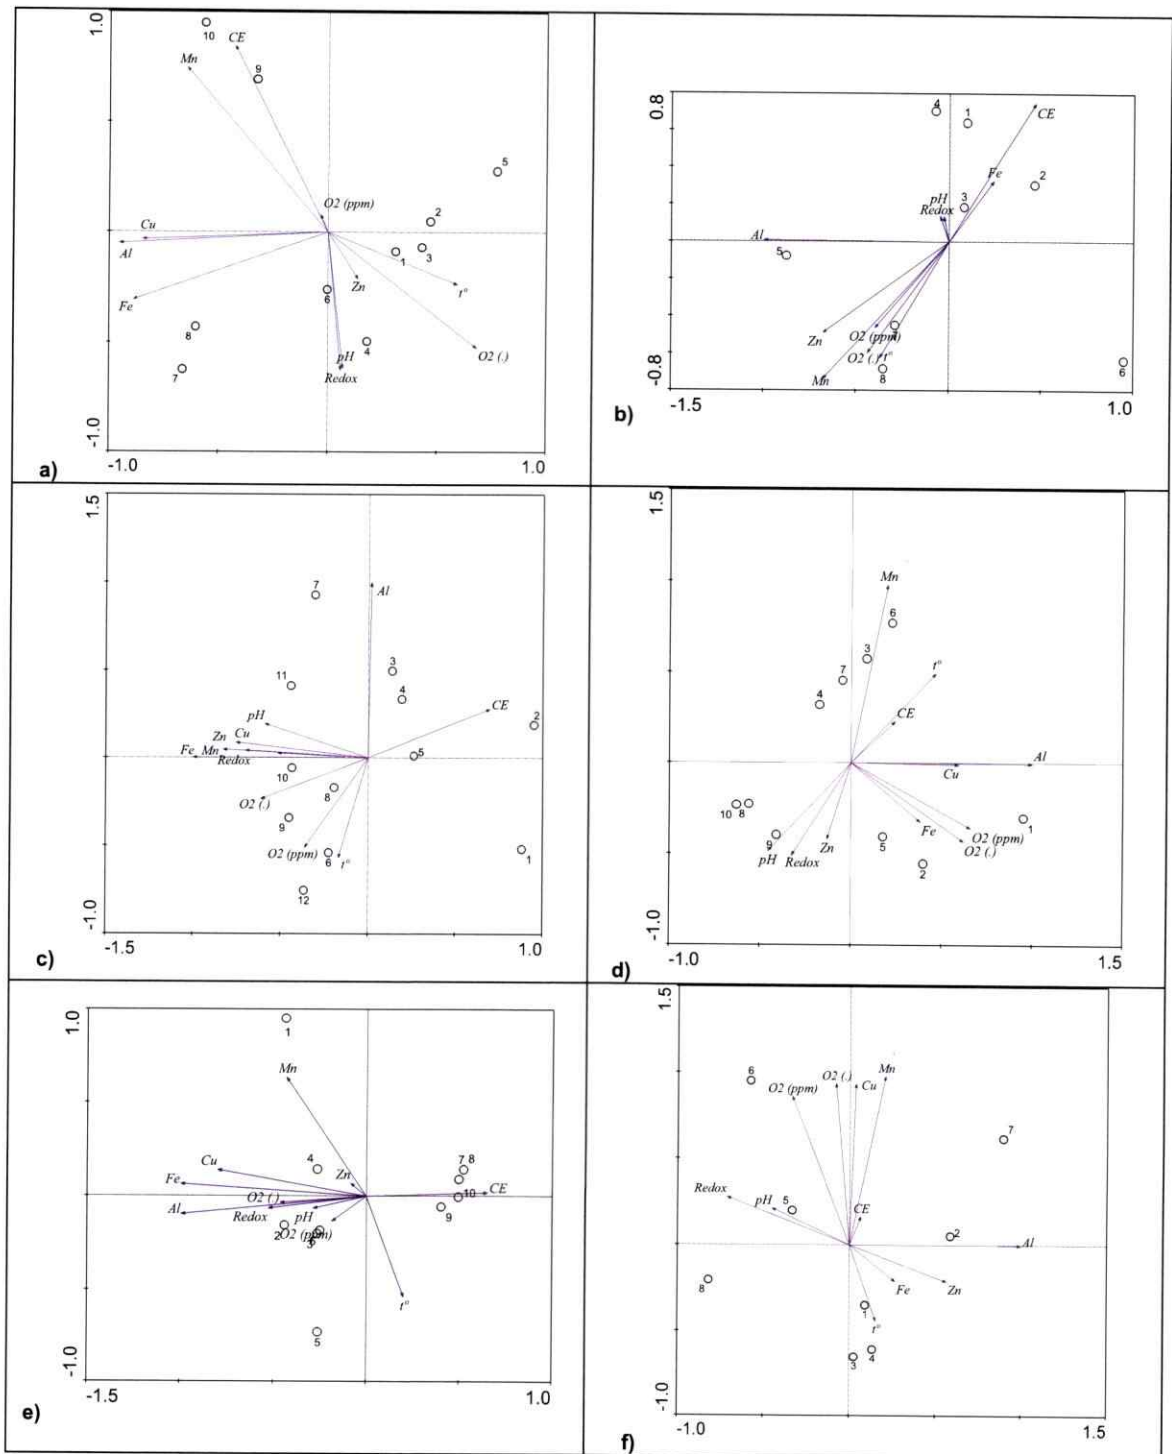 1.0
10
CE
Mn
9
5
O2 (ppm)
2
Cu
Al
1
3
Zn
t°
6
Fe
8
O2 (.)
4
pH
Redox
7
-1.0
-1.0
1.0
a)
0.8
4
1
CE
Fe
2
3
pH
Redox
Al
5
Zn
O2 (ppm)
O2 (.)
t°
Mn
8
6
-0.8
-1.5
1.0
b)
1.5
7
Al
3
11
4
CE
pH
2
Zn
Cu
Fe
Mn
5
Redox
10
8
O2 (.)
9
O2 (ppm)
6
t°
1
12
-1.0
-1.5
1.0
c)
1.5
Mn
6
3
t°
7
4
CE
Al
Cu
10
8
Fe
O2 (ppm)
1
9
Zn
5
O2 (.)
pH
Redox
2
-1.0
-1.0
1.5
d)
1.0
1
Mn
4
7
8
Cu
Zn
Fe
CE
O2 (.)
10
Al
Redox
pH
9
2
O2 (ppm)
3
t°
5
-1.0
-1.5
1.0
e)
1.5
6
O2 (.)
Mn
O2 (ppm)
Cu
7
Redox
pH
5
CE
2
Al
8
Fe
Zn
1
t°
3
4
-1.0
-1.0
1.5
f)